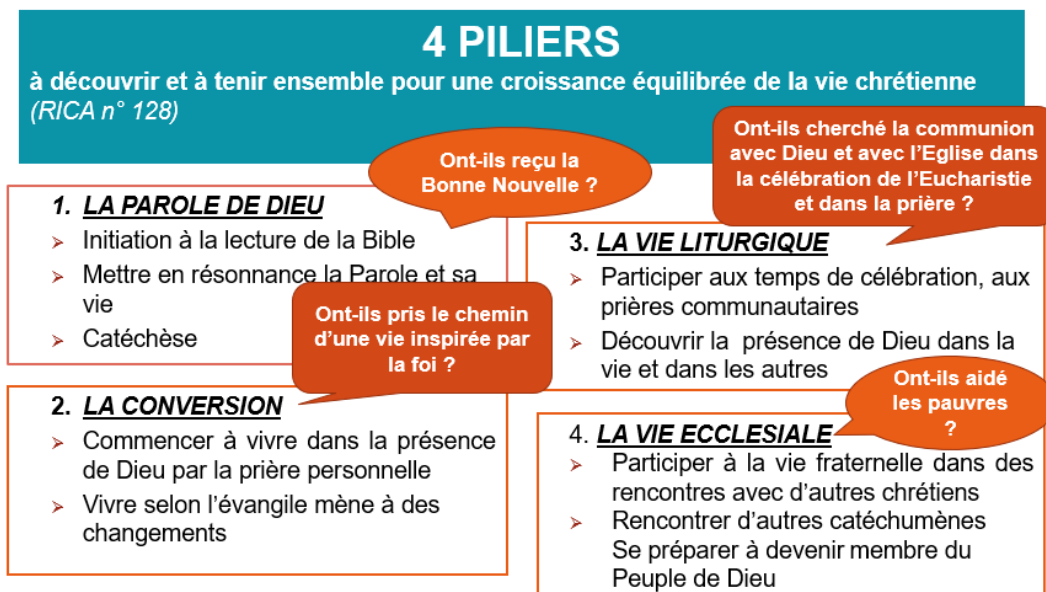 4 PILIERS
à découvrir et à tenir ensemble pour une croissance équilibrée de la vie chrétienne
(RICA n° 128)
Ont-ils reçu la
Bonne Nouvelle ?
Ont-ils cherché la communion
avec Dieu et avec l'Eglise dans
la célébration de l'Eucharistie
et dans la prière ?
1. LA PAROLE DE DIEU
➢ Initiation à la lecture de la Bible
➢ Mettre en résonnance la Parole et sa
vie
➢ Catéchèse
Ont-ils pris le chemin
d'une vie inspirée par
la foi ?
2. LA CONVERSION
➢ Commencer à vivre dans la présence
de Dieu par la prière personnelle
➢ Vivre selon l'évangile mène à des
changements
3. LA VIE LITURGIQUE
➢ Participer aux temps de célébration, aux
prières communautaires
➢ Découvrir la présence de Dieu dans la
vie et dans les autres
Ont-ils aidé
les pauvres
?
4. LA VIE ECCLESIALE
➢ Participer à la vie fraternelle dans des
rencontres avec d'autres chrétiens
➢ Rencontrer d'autres catéchumènes
Se préparer à devenir membre du
Peuple de Dieu